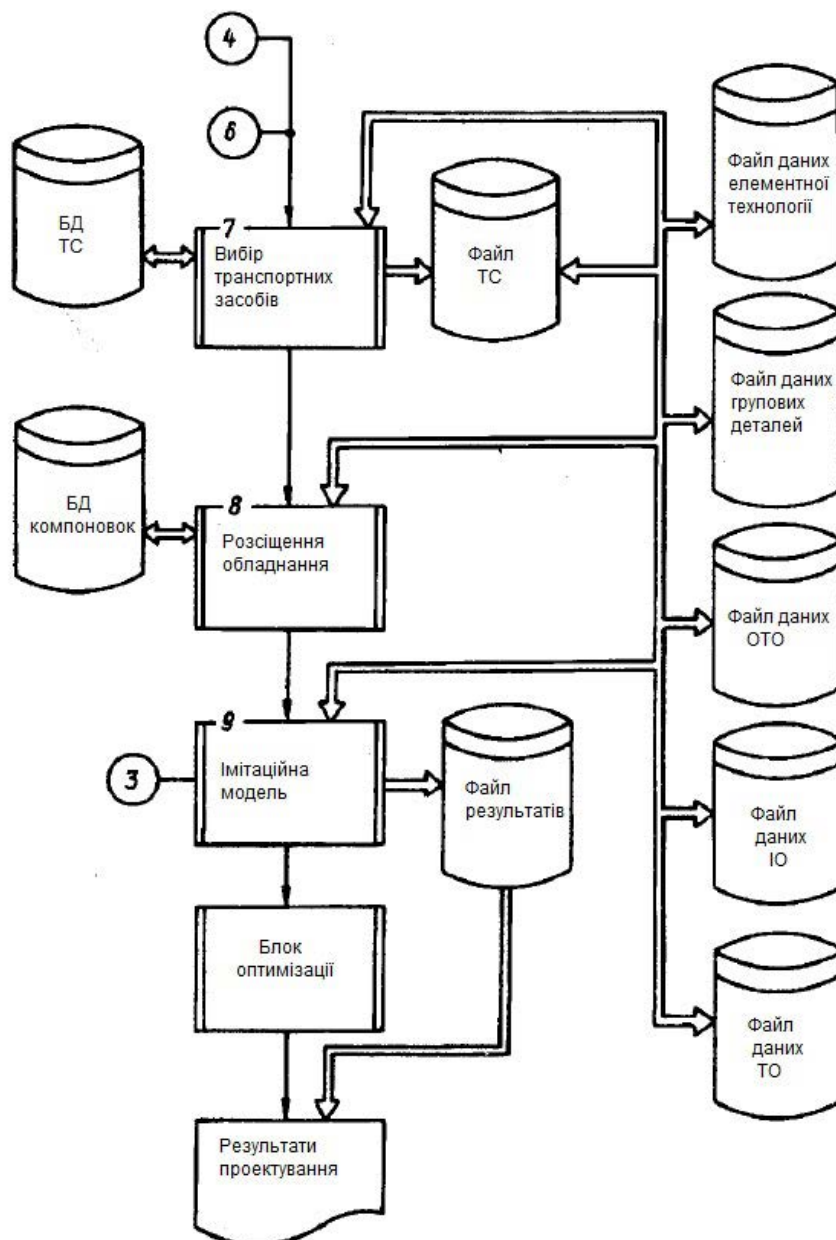 4
6
БД
ТС
7
Вибір
транспортних
засобів
Файл
ТС
Файл даних
елементної
технології
Файл даних
групових
деталей
БД
компоновок
8
Розсіщення
обладнання
Файл даних
ОТО
3
9
Імітаційна
модель
Файл
результатів
Файл
даних
ІО
Блок
оптимізації
Файл
даних
ТО
Результати
проектування